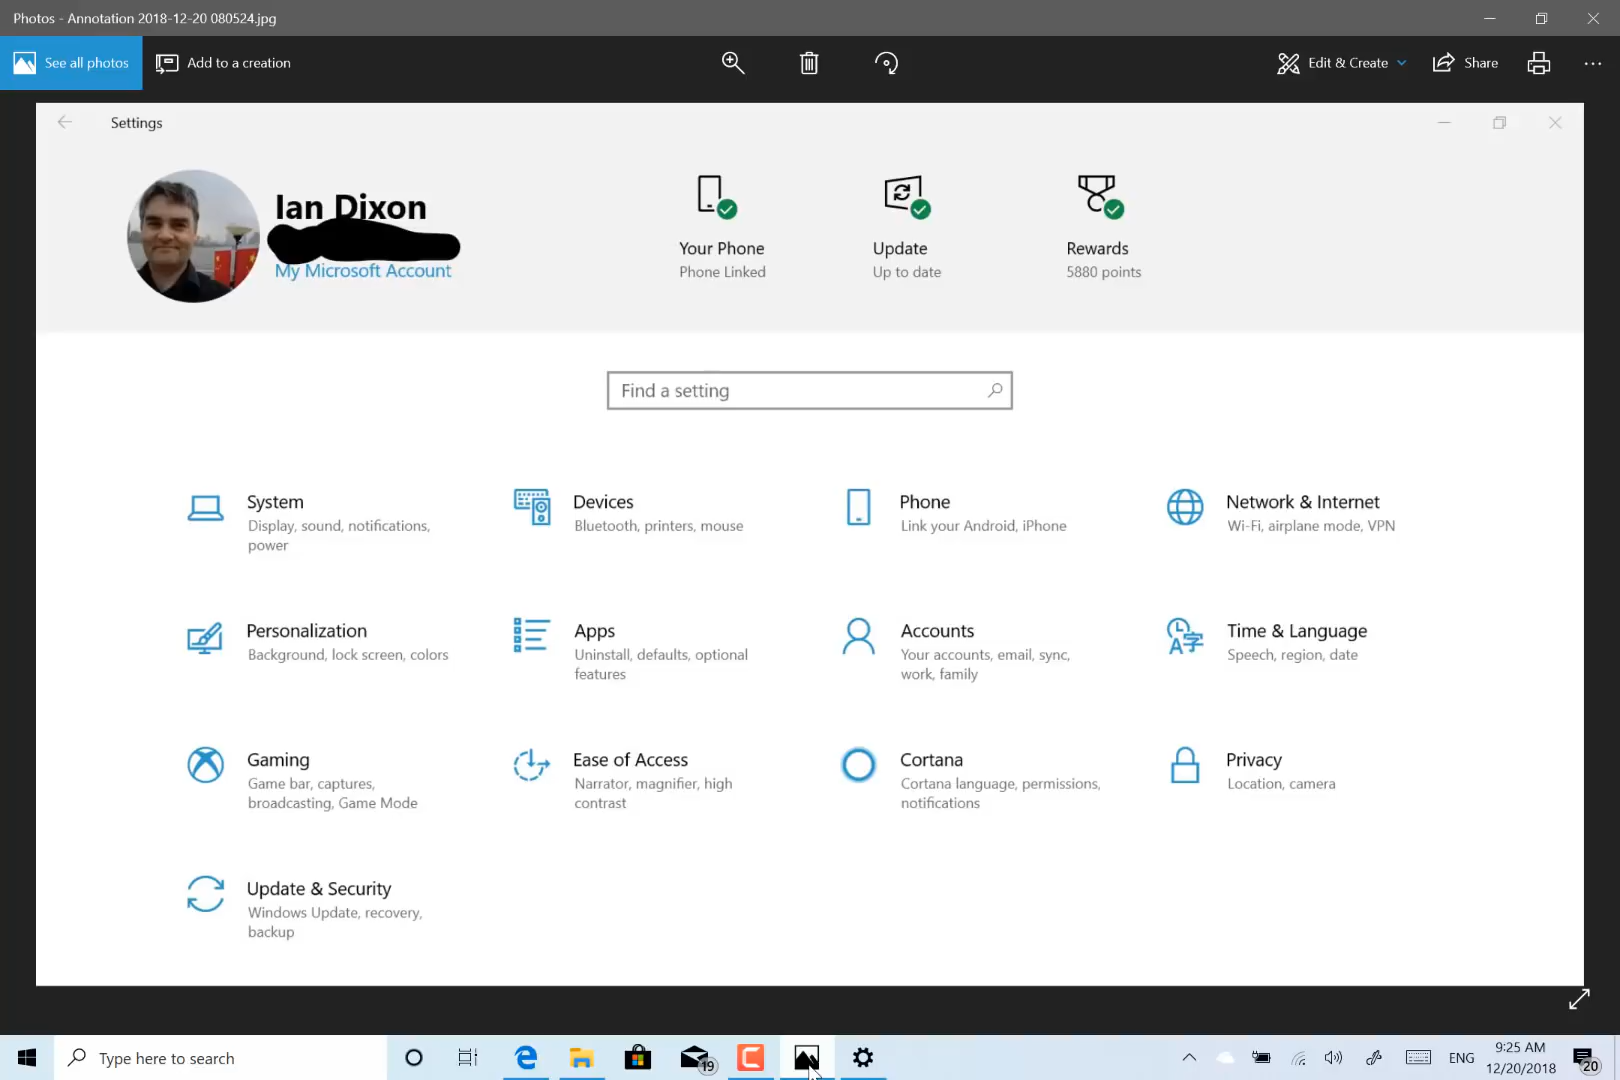 Photos - Annotation 2018-12-20 080524.jpg
See all photos
Add to a creation
Edit & Create
Share
Settings
Ian Dixon
My Microsoft Account
Your Phone
Phone Linked
Update
Up to date
Rewards
5880 points
Find a setting
System
Display, sound, notifications,
power
Devices
Bluetooth, printers, mouse
Phone
Link your Android, iPhone
Network & Internet
Wi-Fi, airplane mode, VPN
Personalization
Background, lock screen, colors
Apps
Uninstall, defaults, optional
features
Accounts
Your accounts, email, sync,
work, family
Time & Language
Speech, region, date
Gaming
Game bar, captures,
broadcasting, Game Mode
Ease of Access
Narrator, magnifier, high
contrast
Cortana
Cortana language, permissions,
notifications
Privacy
Location, camera
Update & Security
Windows Update, recovery,
backup
Type here to search
19
ENG
9:25 AM
12/20/2018
20